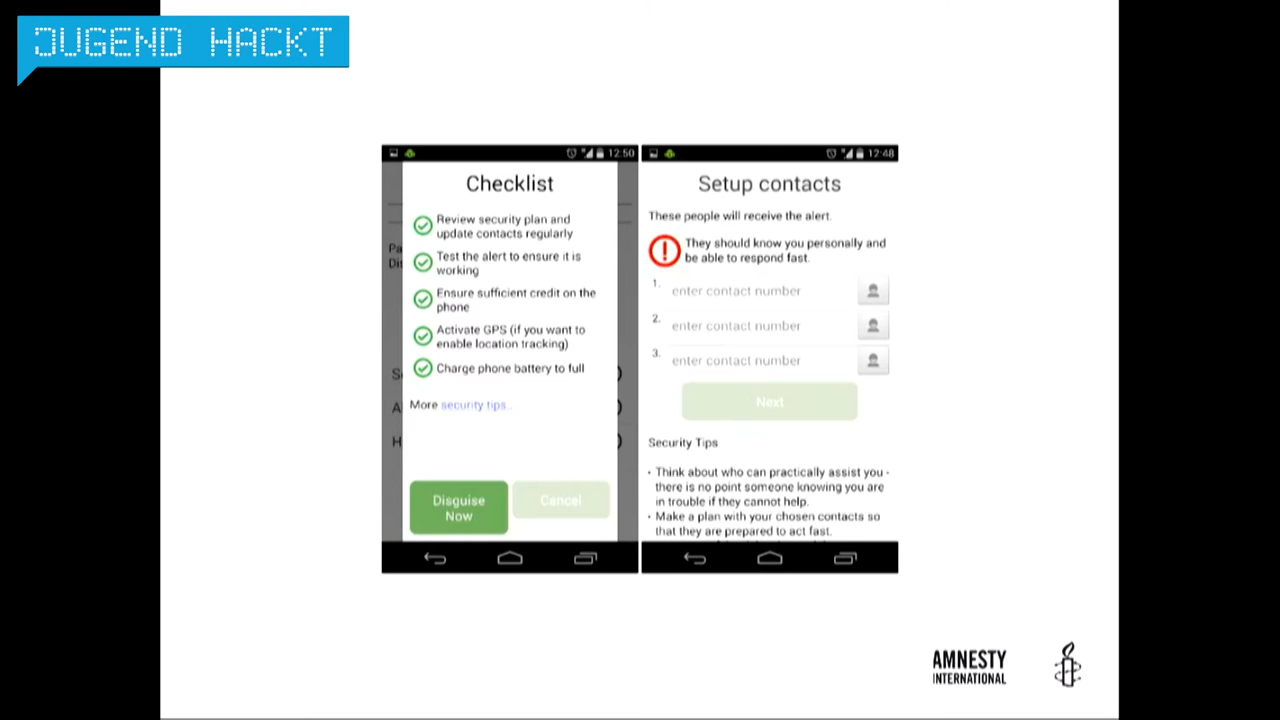 JUGEND HACKT
12:50
Checklist
Review security plan and
update contacts regularly
Test the alert to ensure it is
working
Ensure sufficient credit on the
phone
Activate GPS (if you want to
enable location tracking)
Charge phone battery to full
More security tips..
Disguise
Now
Cancel
12:48
Setup contacts
These people will receive the alert.
They should know you personally and
be able to respond fast.
1. enter contact number
2. enter contact number
3. enter contact number
Next
Security Tips
• Think about who can practically assist you -
there is no point someone knowing you are
in trouble if they cannot help.
• Make a plan with your chosen contacts so
that they are prepared to act fast.
AMNESTY
INTERNATIONAL